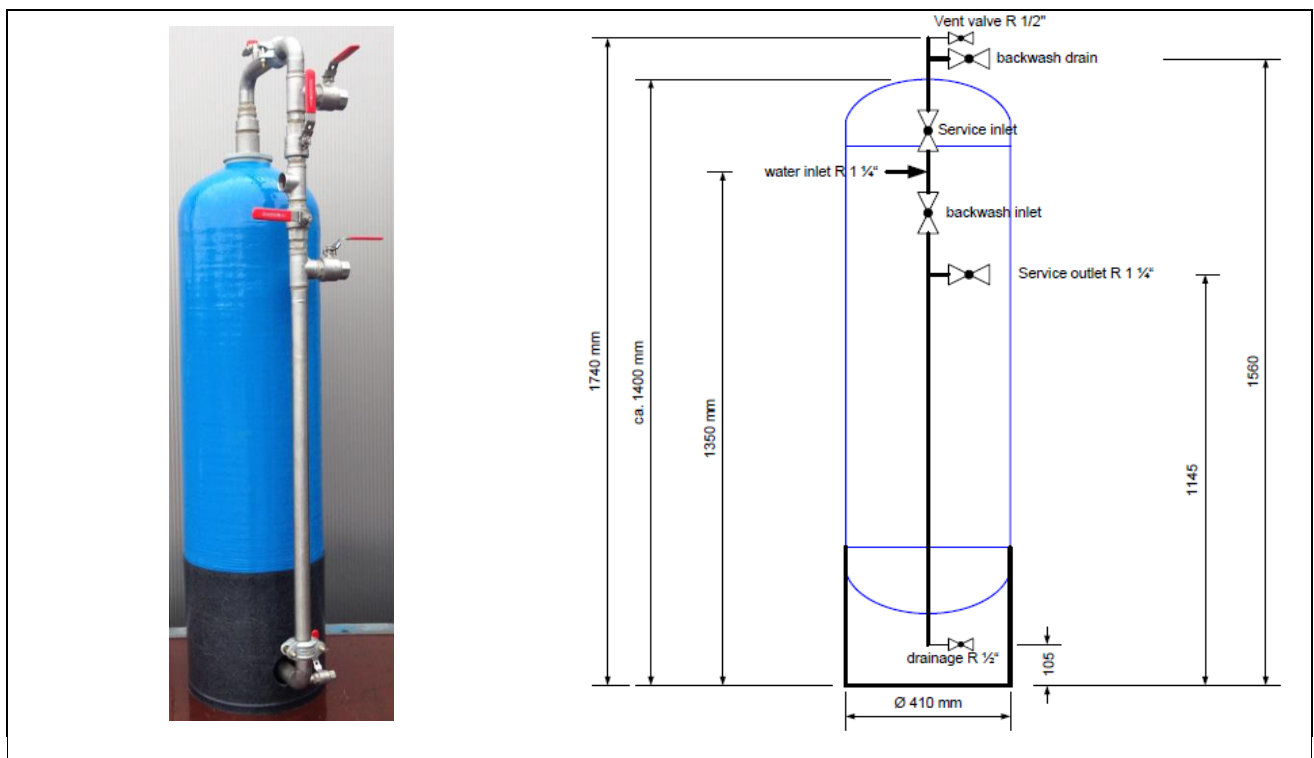 Vent valve R 1/2"
backwash drain
Service inlet
water inlet R 1 ¼“
backwash inlet
Service outlet R 1 ¼“
1740 mm
ca. 1400 mm
1350 mm
1560
1145
drainage R ½“
105
Ø 410 mm